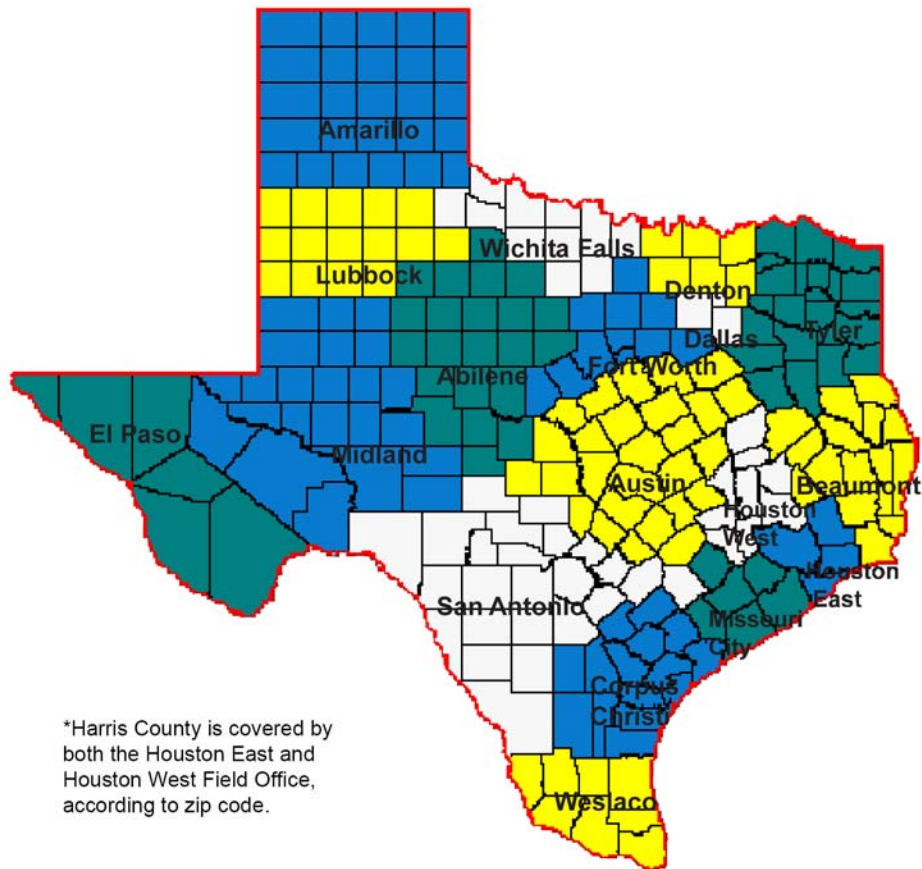 Amarillo
Wichita Falls
Lubbock
Denton
Dallas
Tyler
Fort Worth
Abilene
El Paso
Midland
Austin
Beaumont
Houston
West
Houston
East
San Antonio
Missouri
City
Corpus
Christi
Weslaco
*Harris County is covered by
both the Houston East and
Houston West Field Office,
according to zip code.